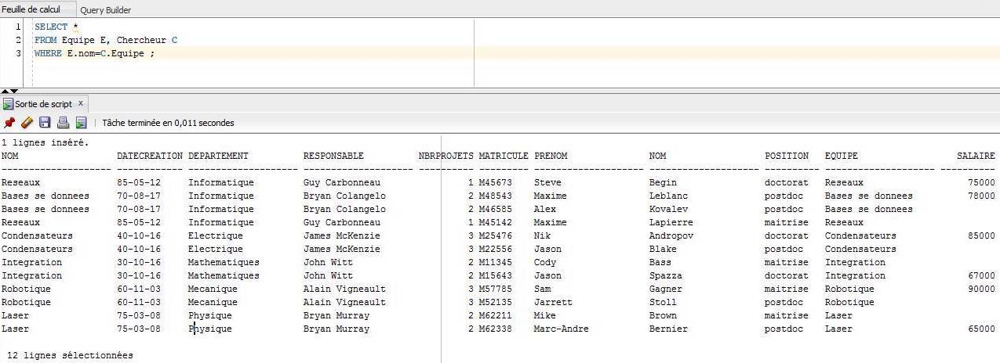 Feuille de calcul Query Builder
1 SELECT *
2 FROM Equipe E, Chercheur C
3 WHERE E.nom=C.Equipe ;
Sortie de script x
Tâche terminée en 0,011 secondes
1 lignes inséré.
NOM DATECREATION DEPARTEMENT RESPONSABLE NBRPROJETS MATRICULE PRENOM NOM POSITION EQUIPE SALAIRE
Reseaux 85-05-12 Informatique Guy Carbonneau 1 M45673 Steve Begin doctorat Reseaux 75000
Bases se donnees 70-08-17 Informatique Bryan Colangelo 2 M48543 Maxime Leblanc postdoc Bases se donnees 78000
Bases se donnees 70-08-17 Informatique Bryan Colangelo 2 M46585 Alex Kovalev postdoc Bases se donnees
Reseaux 85-05-12 Informatique Guy Carbonneau 1 M45142 Maxime Lapierre maitrise Reseaux
Condensateurs 40-10-16 Electrique James McKenzie 3 M25476 Nik Andropov doctorat Condensateurs 85000
Condensateurs 40-10-16 Electrique James McKenzie 3 M22556 Jason Blake postdoc Condensateurs
Integration 30-10-16 Mathematiques John Witt 2 M11345 Cody Bass maitrise Integration
Integration 30-10-16 Mathematiques John Witt 2 M15643 Jason Spazza doctorat Integration 67000
Robotique 60-11-03 Mecanique Alain Vigneault 3 M57785 Sam Gagner maitrise Robotique 90000
Robotique 60-11-03 Mecanique Alain Vigneault 3 M52135 Jarrett Stoll postdoc Robotique
Laser 75-03-08 Physique Bryan Murray 2 M62211 Mike Brown maitrise Laser
Laser 75-03-08 Physique Bryan Murray 2 M62338 Marc-Andre Bernier postdoc Laser 65000
12 lignes sélectionnées